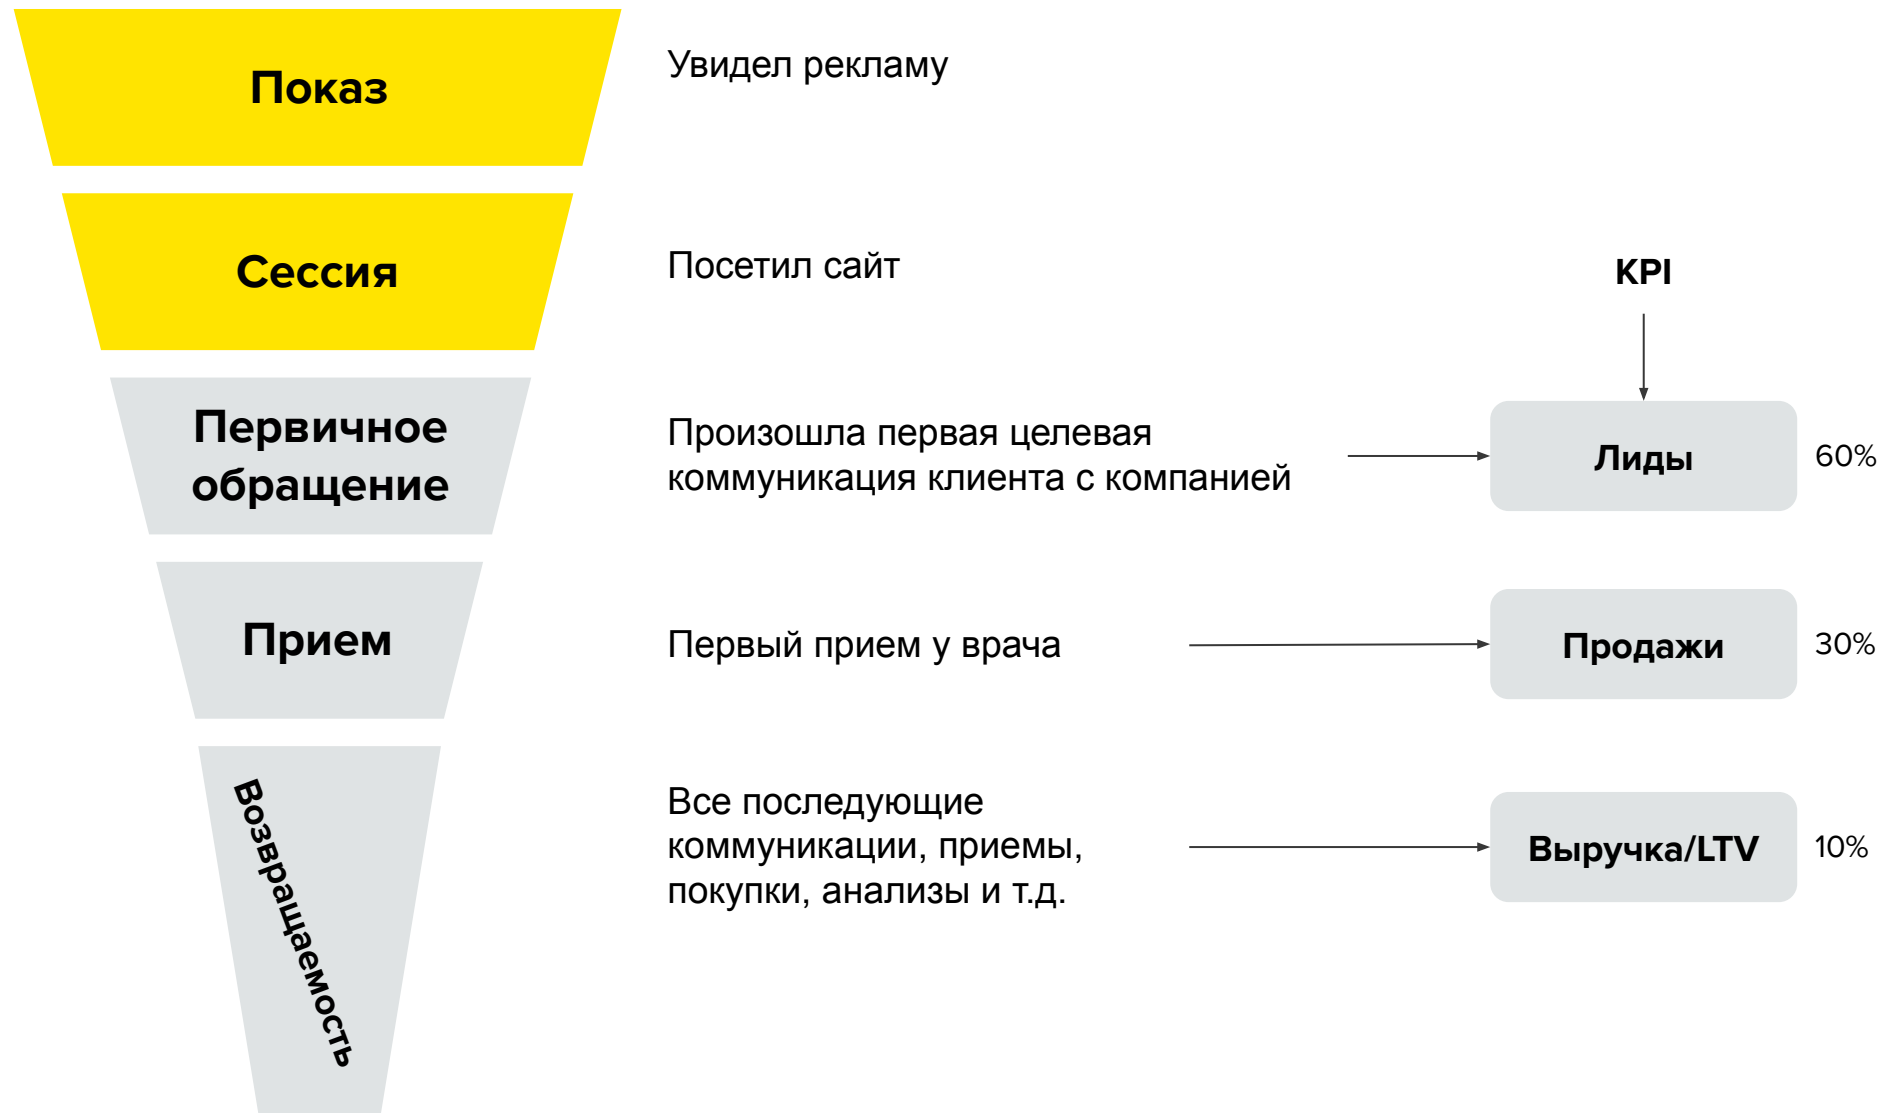 Показ
Увидел рекламу
Сессия
Посетил сайт
KPI
Первичное
обращение
Произошла первая целевая
коммуникация клиента с компанией
Лиды
60%
Прием
Первый прием у врача
Продажи
30%
Возвращаемость
Все последующие
коммуникации, приемы,
покупки, анализы и т.д.
Выручка/LTV
10%